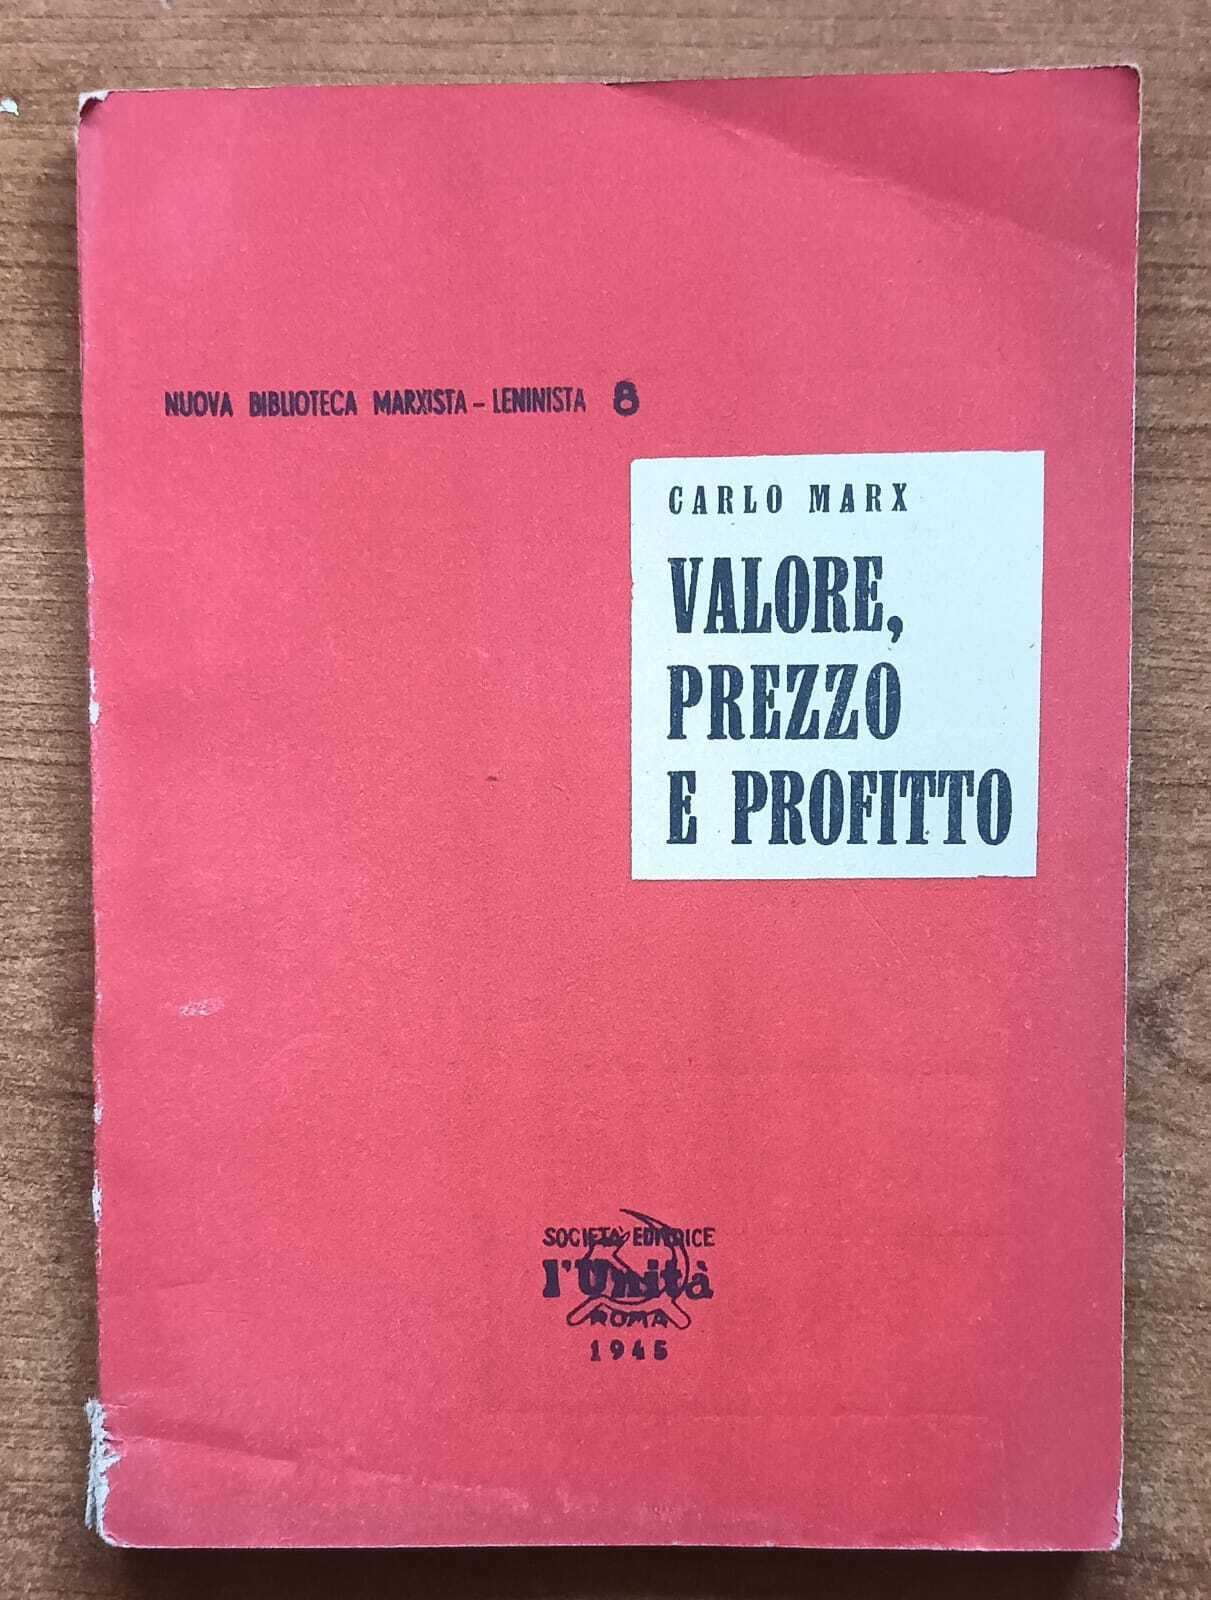 NUOVA BIBLIOTECA MARXISTA - LENINISTA 8
CARLO MARX
VALORE,
PREZZO
E PROFITTO
SOCIETÀ EDITRICE
l'Unità
ROMA
1945